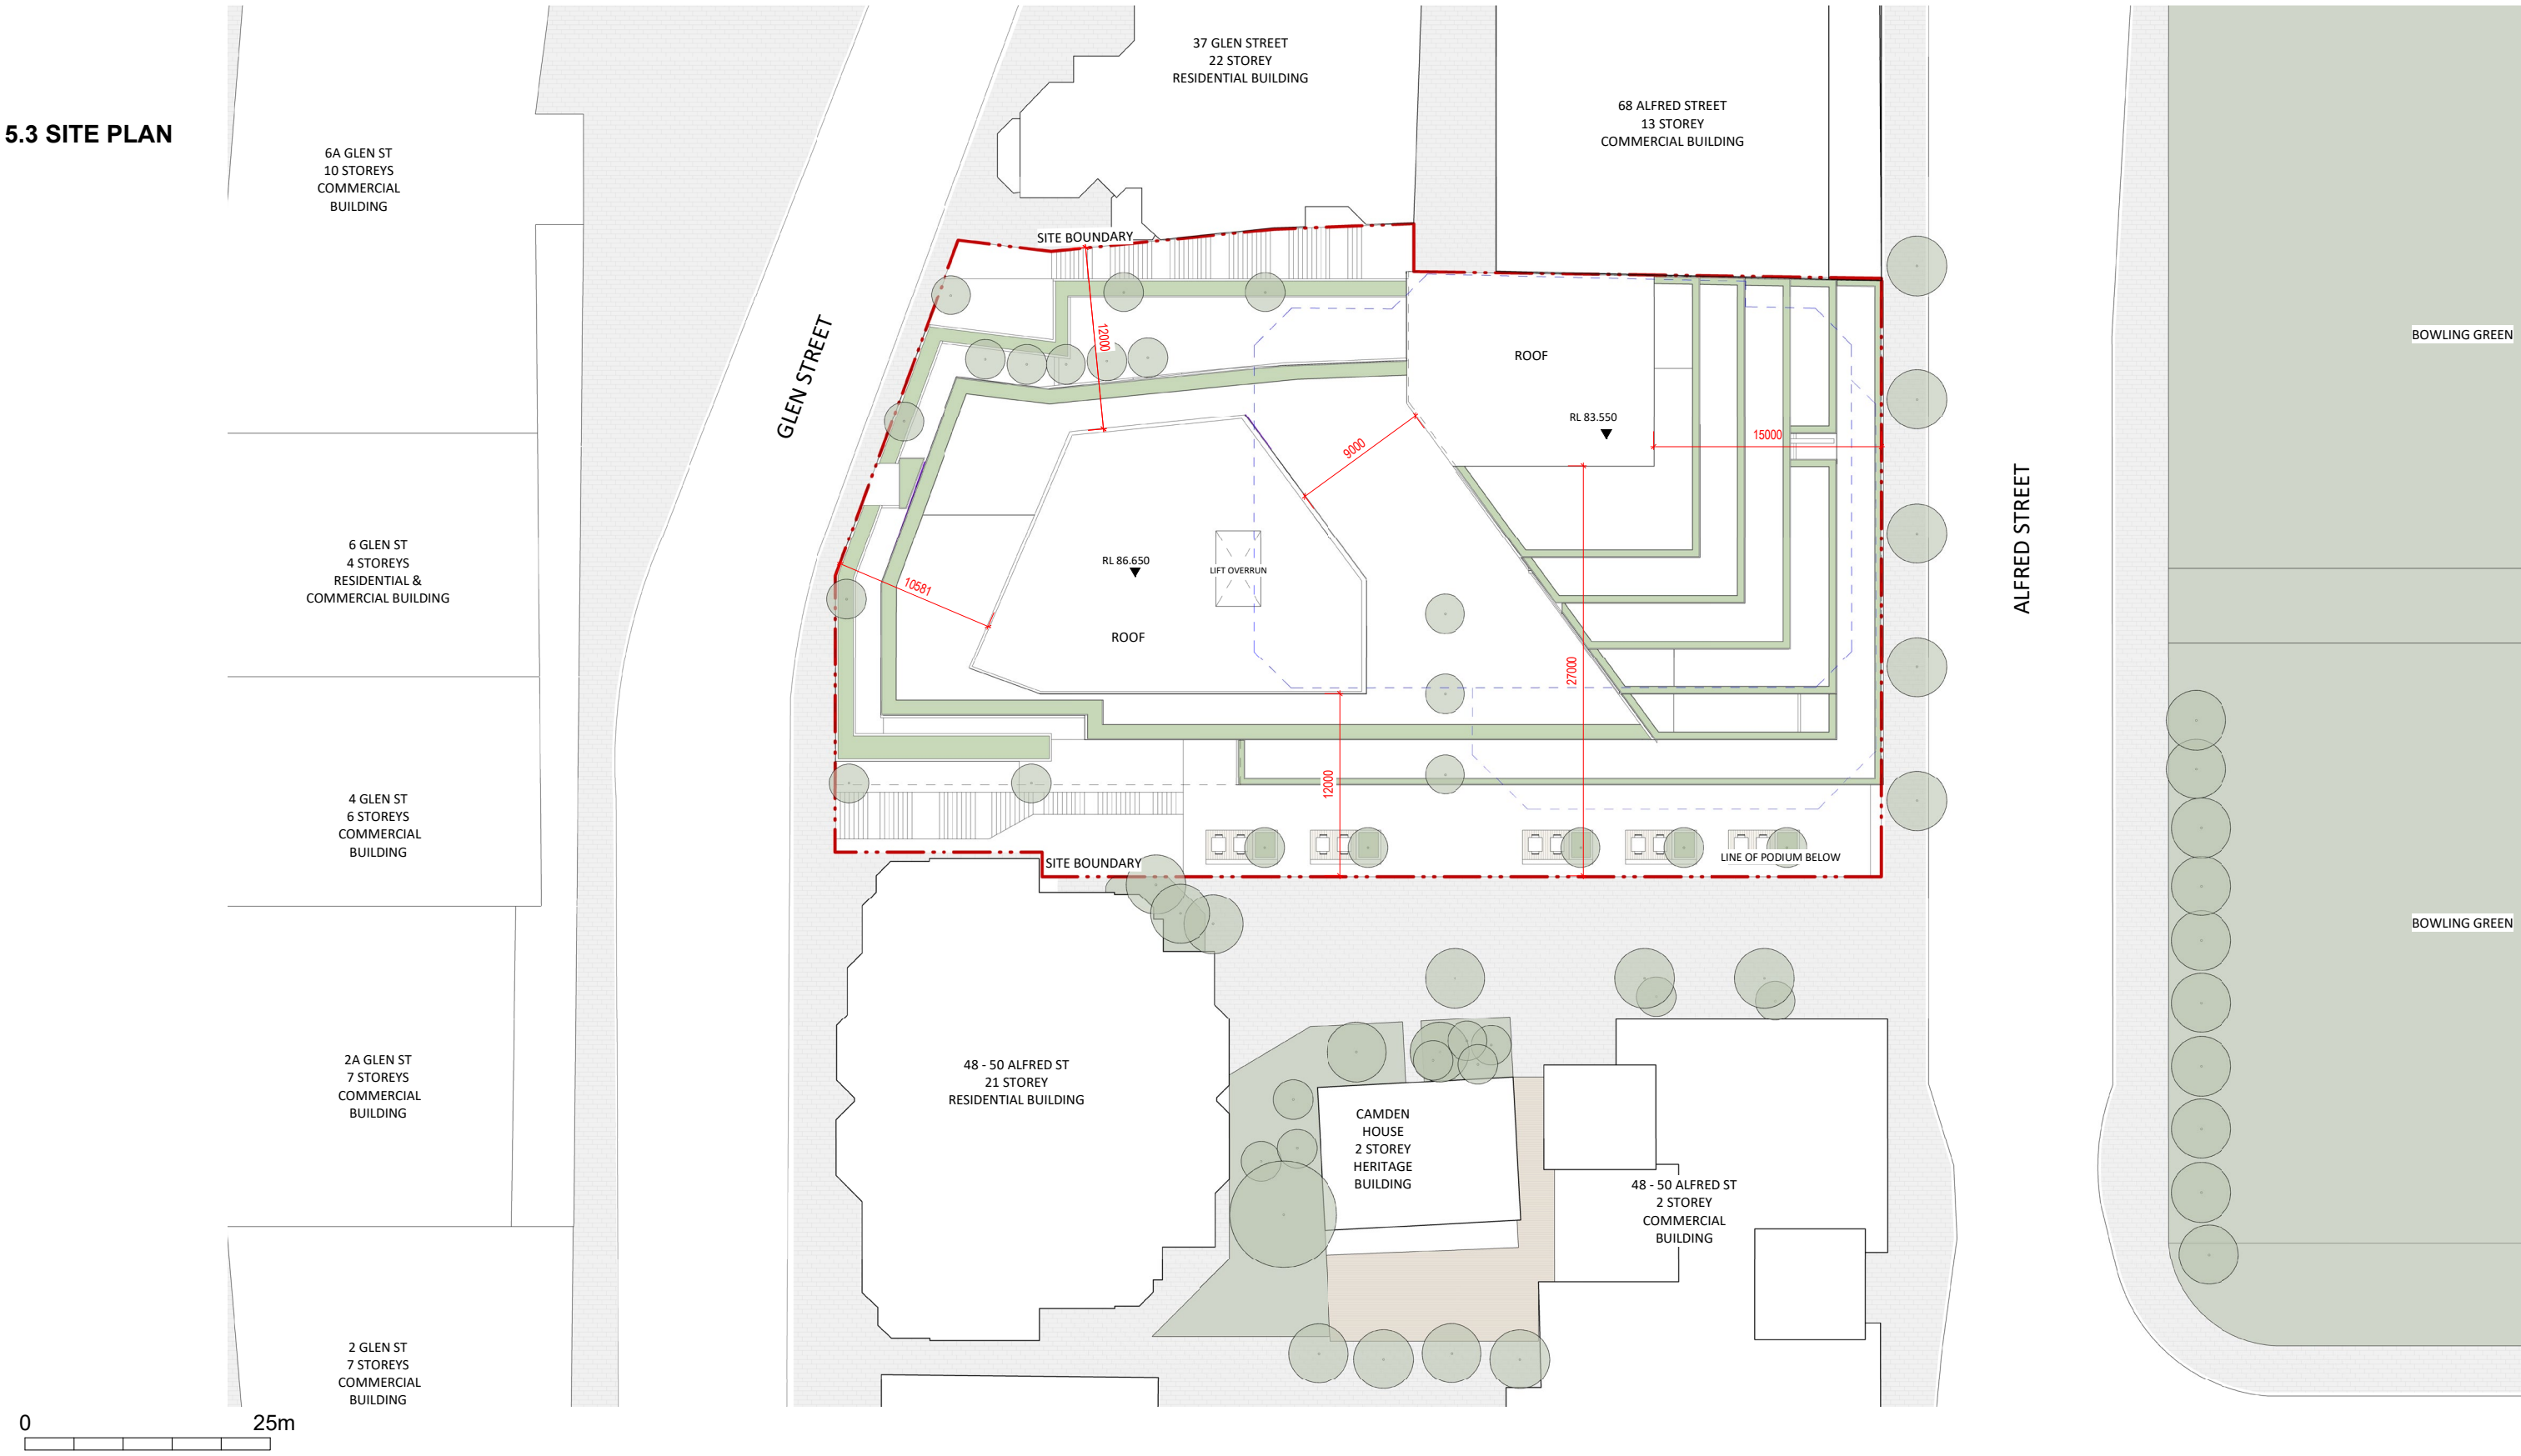 5.3 SITE PLAN
37 GLEN STREET
22 STOREY
RESIDENTIAL BUILDING
68 ALFRED STREET
13 STOREY
COMMERCIAL BUILDING
6A GLEN ST
10 STOREYS
COMMERCIAL
BUILDING
SITE BOUNDARY
GLEN STREET
12000
ROOF
BOWLING GREEN
RL 83.550
9000
15000
ALFRED STREET
6 GLEN ST
4 STOREYS
RESIDENTIAL &
COMMERCIAL BUILDING
RL 86.650
LIFT OVERRUN
10581
ROOF
27000
12000
4 GLEN ST
6 STOREYS
COMMERCIAL
BUILDING
SITE BOUNDARY
LINE OF PODIUM BELOW
BOWLING GREEN
2A GLEN ST
7 STOREYS
COMMERCIAL
BUILDING
48 - 50 ALFRED ST
21 STOREY
RESIDENTIAL BUILDING
CAMDEN
HOUSE
2 STOREY
HERITAGE
BUILDING
48 - 50 ALFRED ST
2 STOREY
COMMERCIAL
BUILDING
2 GLEN ST
7 STOREYS
COMMERCIAL
BUILDING
0 25m